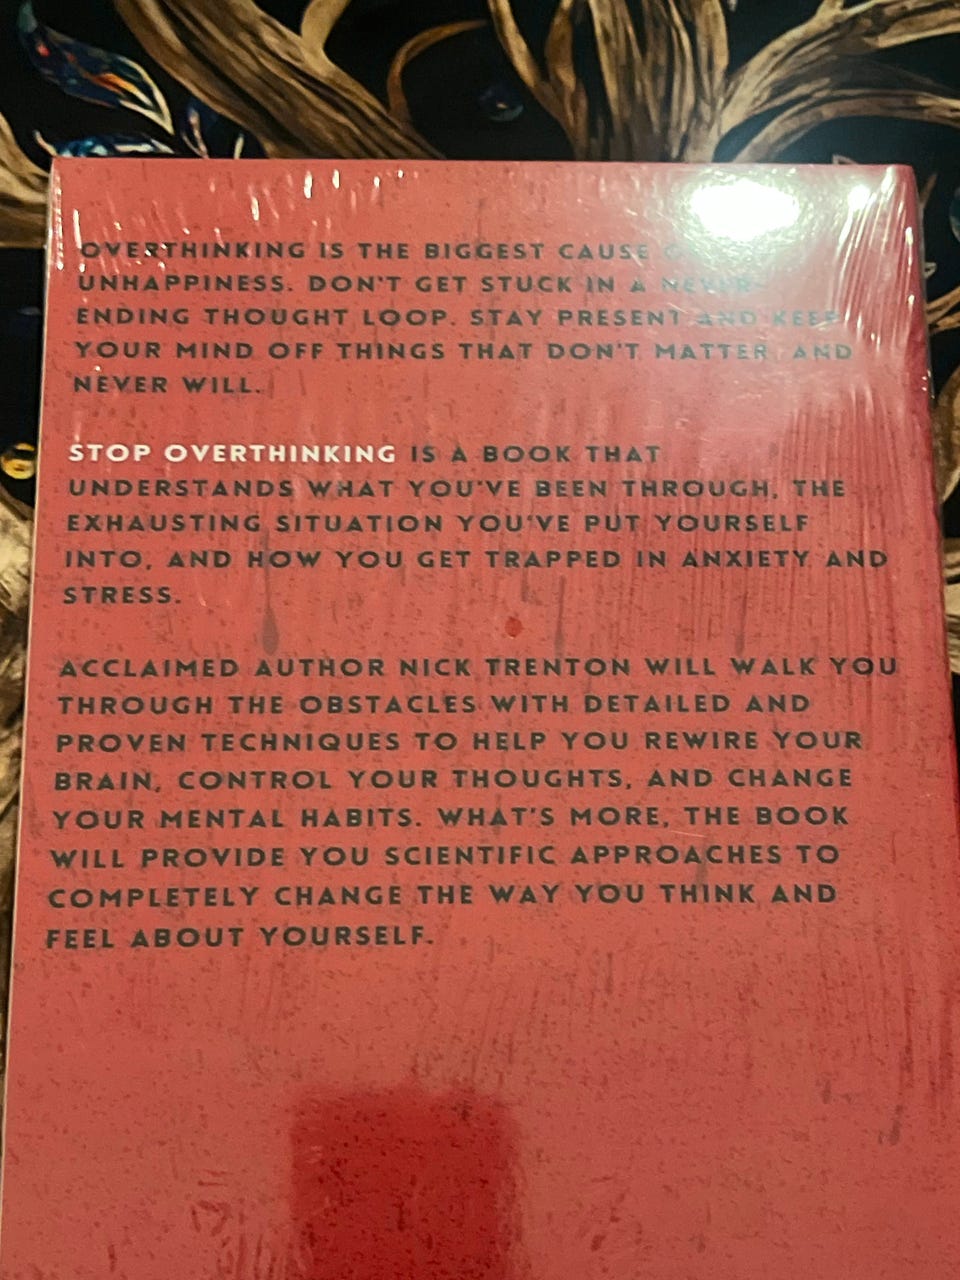 OVERTHINKING IS THE BIGGEST CAUSE
UNHAPPINESS. DON'T GET STUCK IN A NEVER-
ENDING THOUGHT LOOP. STAY PRESENT AND KEEP
YOUR MIND OFF THINGS THAT DON'T MATTER, AND
NEVER WILL.
STOP OVERTHINKING IS A BOOK THAT
UNDERSTANDS WHAT YOU'VE BEEN THROUGH, THE
EXHAUSTING SITUATION YOU'VE PUT YOURSELF
INTO, AND HOW YOU GET TRAPPED IN ANXIETY AND
STRESS.
ACCLAIMED AUTHOR NICK TRENTON WILL WALK YOU
THROUGH THE OBSTACLES WITH DETAILED AND
PROVEN TECHNIQUES TO HELP YOU REWIRE YOUR
BRAIN, CONTROL YOUR THOUGHTS, AND CHANGE
YOUR MENTAL HABITS. WHAT'S MORE, THE BOOK
WILL PROVIDE YOU SCIENTIFIC APPROACHES TO
COMPLETELY CHANGE THE WAY YOU THINK AND
FEEL ABOUT YOURSELF.